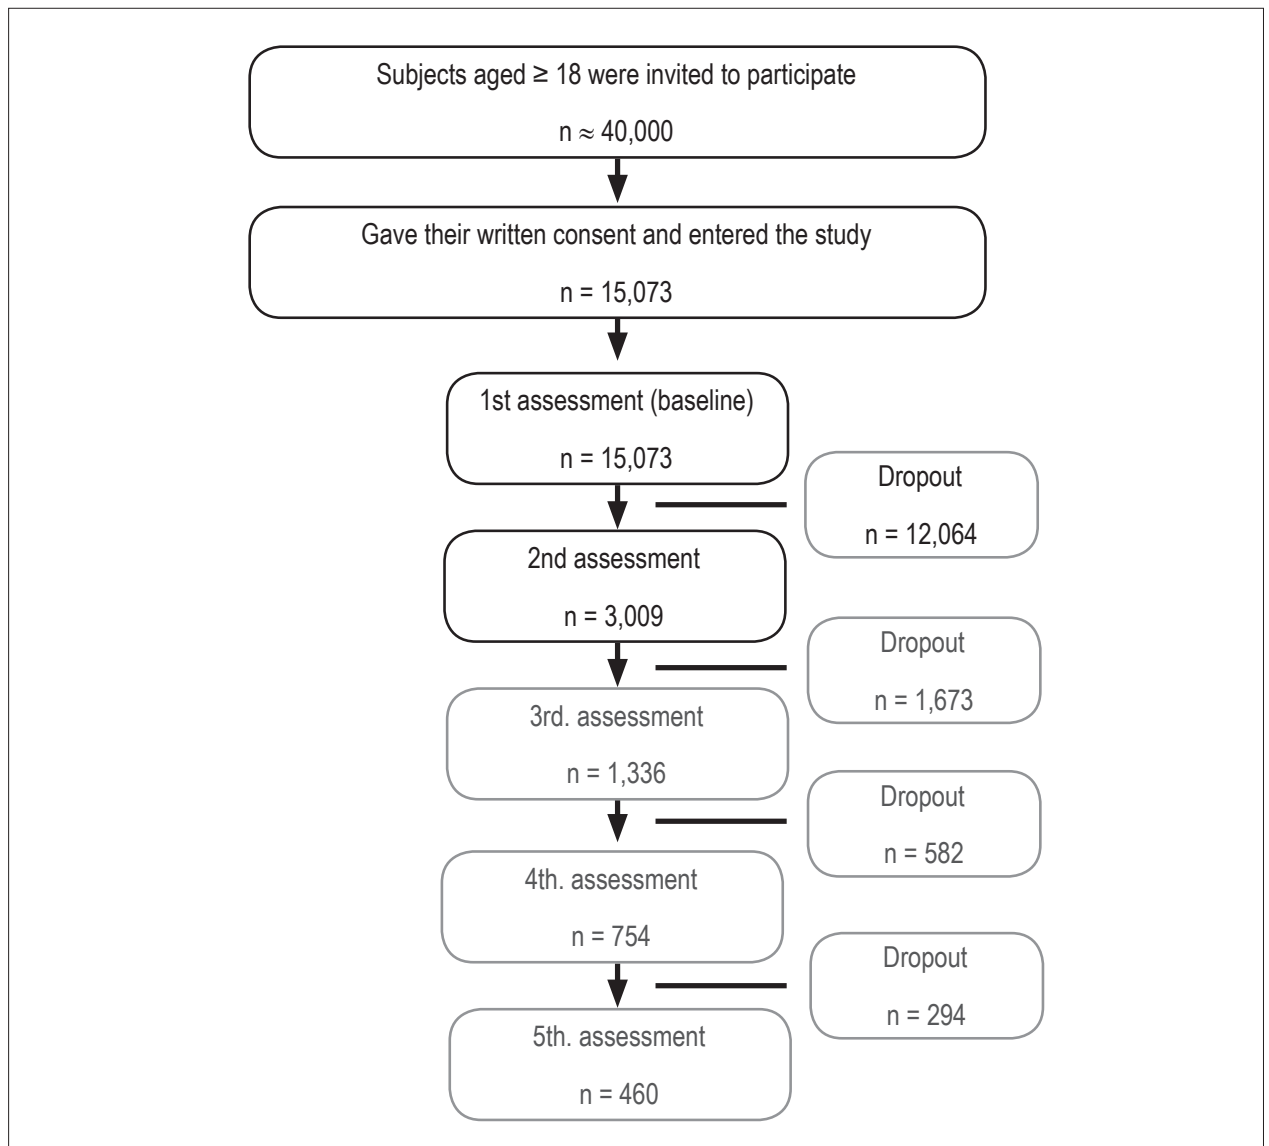 Subjects aged ≥ 18 were invited to participate
n ≈ 40,000
Gave their written consent and entered the study
n = 15,073
1st assessment (baseline)
n = 15,073
Dropout
n = 12,064
2nd assessment
n = 3,009
Dropout
n = 1,673
3rd. assessment
n = 1,336
Dropout
n = 582
4th. assessment
n = 754
Dropout
n = 294
5th. assessment
n = 460